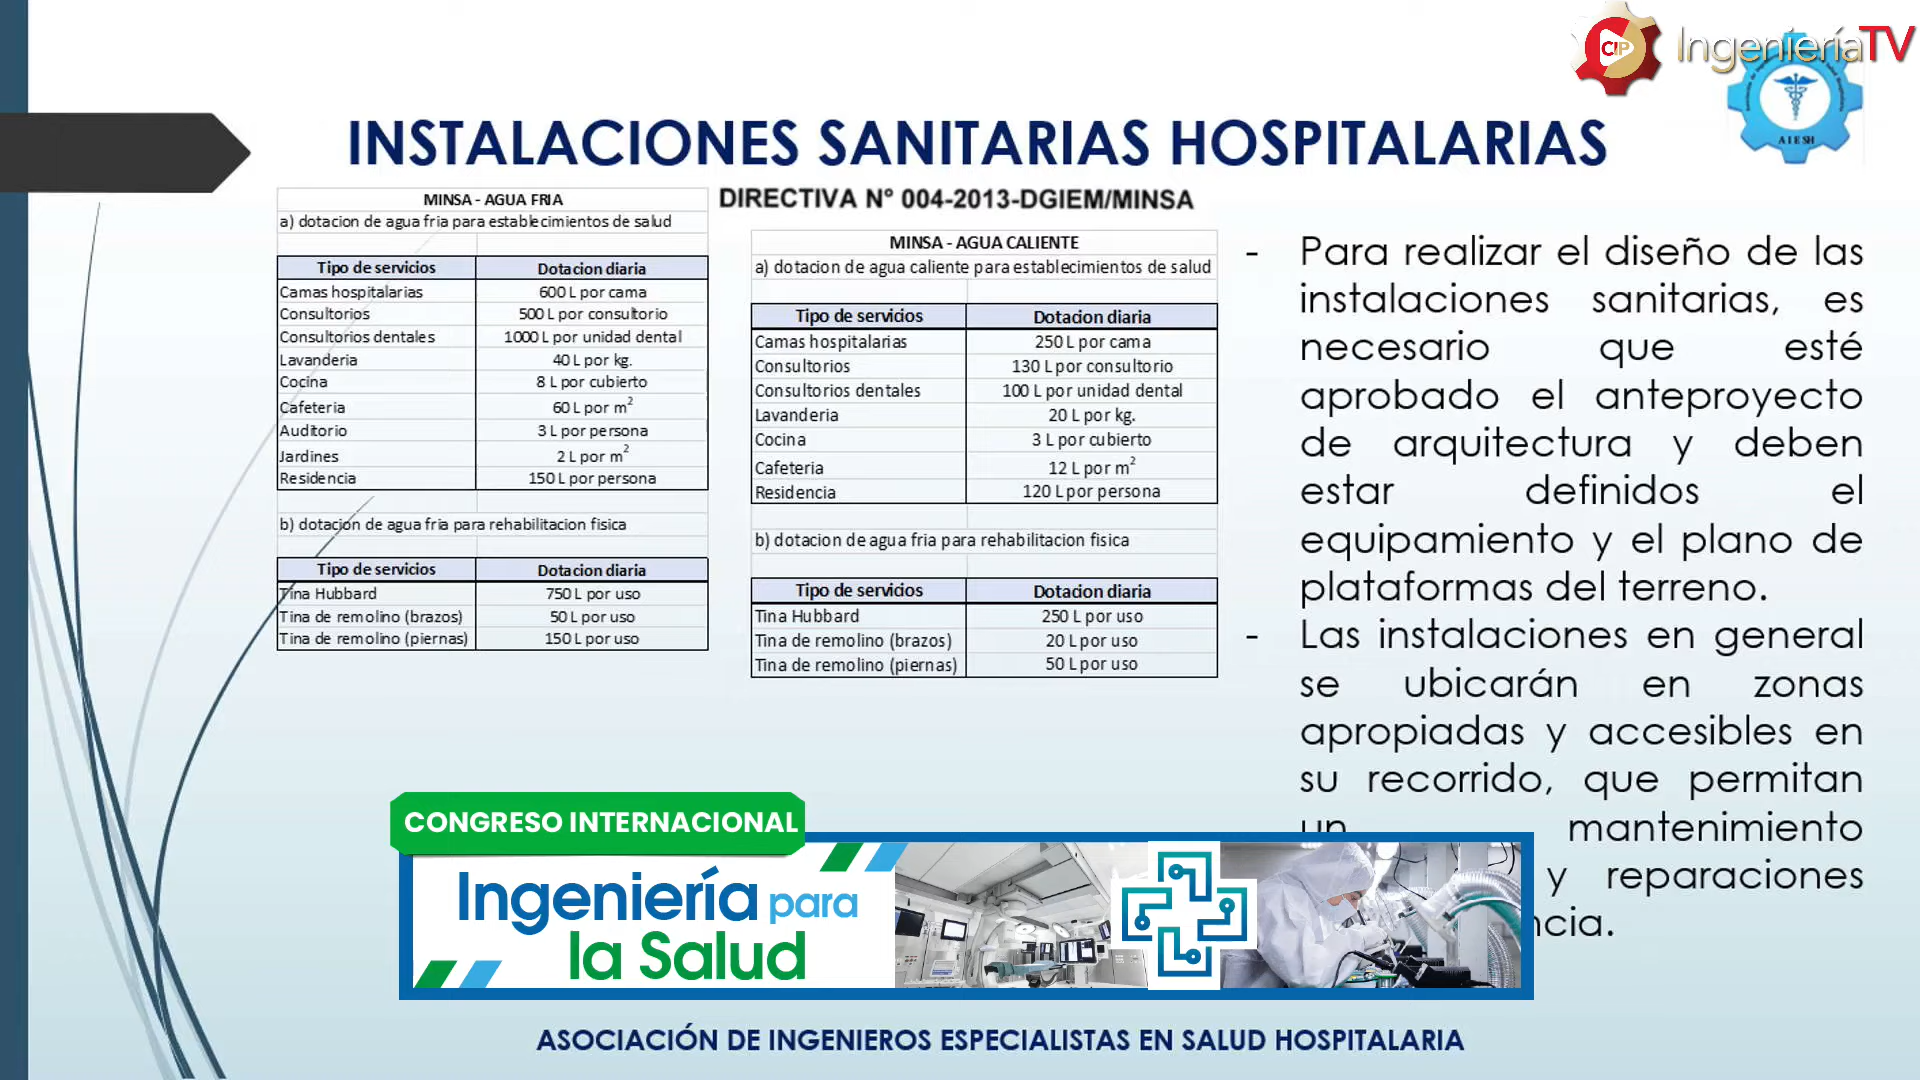 CIP IngenieríaTV
AIESH
INSTALACIONES SANITARIAS HOSPITALARIAS
DIRECTIVA N° 004-2013-DGIEM/MINSA
MINSA - AGUA FRIA
a) dotacion de agua fria para establecimientos de salud
Tipo de servicios Dotacion diaria
Camas hospitalarias 600 L por cama
Consultorios 500 L por consultorio
Consultorios dentales 1000 L por unidad dental
Lavanderia 40 L por kg.
Cocina 8 L por cubierto
Cafeteria 60 L por m²
Auditorio 3 L por persona
Jardines 2 L por m²
Residencia 150 L por persona
b) dotacion de agua fria para rehabilitacion fisica
Tipo de servicios Dotacion diaria
Tina Hubbard 750 L por uso
Tina de remolino (brazos) 50 L por uso
Tina de remolino (piernas) 150 L por uso
MINSA - AGUA CALIENTE
a) dotacion de agua caliente para establecimientos de salud
Tipo de servicios Dotacion diaria
Camas hospitalarias 250 L por cama
Consultorios 130 L por consultorio
Consultorios dentales 100 L por unidad dental
Lavanderia 20 L por kg.
Cocina 3 L por cubierto
Cafeteria 12 L por m²
Residencia 120 L por persona
b) dotacion de agua fria para rehabilitacion fisica
Tipo de servicios Dotacion diaria
Tina Hubbard 250 L por uso
Tina de remolino (brazos) 20 L por uso
Tina de remolino (piernas) 50 L por uso
- Para realizar el diseño de las
instalaciones sanitarias, es
necesario que esté
aprobado el anteproyecto
de arquitectura y deben
estar definidos el
equipamiento y el plano de
plataformas del terreno.
- Las instalaciones en general
se ubicarán en zonas
apropiadas y accesibles en
su recorrido, que permitan
un mantenimiento
y reparaciones
ncia.
CONGRESO INTERNACIONAL
Ingeniería para
la Salud
ASOCIACIÓN DE INGENIEROS ESPECIALISTAS EN SALUD HOSPITALARIA